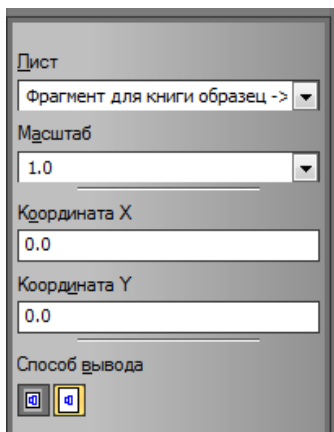 Лист
Фрагмент для книги образец ->
Масштаб
1.0
Координата X
0.0
Координата Y
0.0
Способ вывода